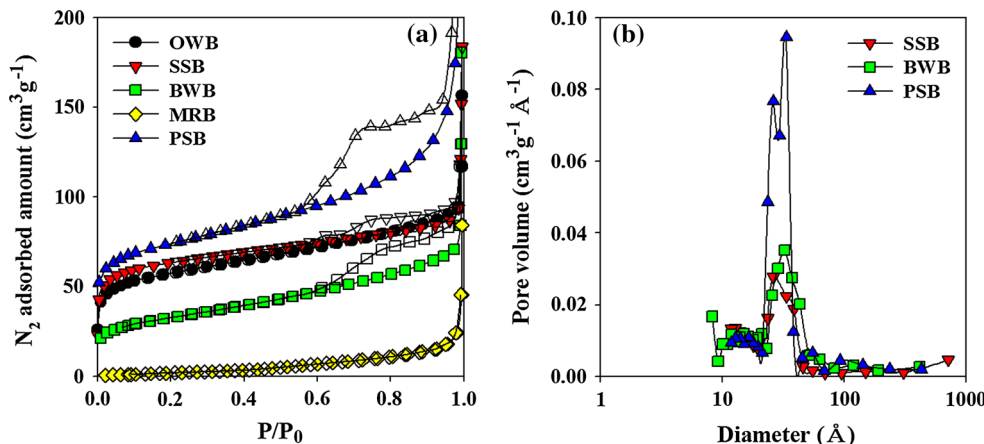 (a)
OWB
SSB
BWB
MRB
PSB
N₂ adsorbed amount (cm³g⁻¹)
200
150
100
50
0
0.0 0.2 0.4 0.6 0.8 1.0
P/P₀
(b)
SSB
BWB
PSB
Pore volume (cm³g⁻¹ Å⁻¹)
0.10
0.08
0.06
0.04
0.02
0.00
1 10 100 1000
Diameter (Å)